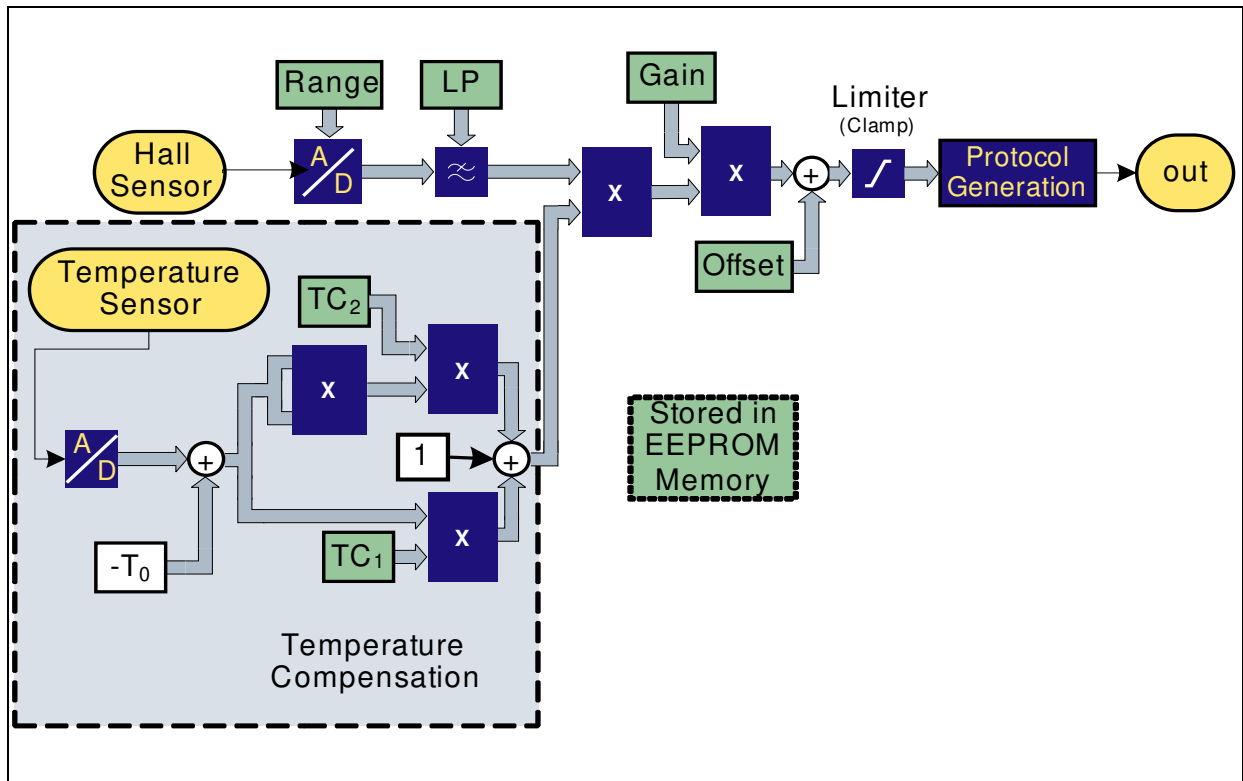 Range
LP
Gain
Limiter
(Clamp)
Hall
Sensor
A
D
X
X
+
Protocol
Generation
out
Offset
Temperature
Sensor
TC₂
X
X
Stored in
EEPROM
Memory
A
D
+
1
+
X
TC₁
-T₀
Temperature
Compensation